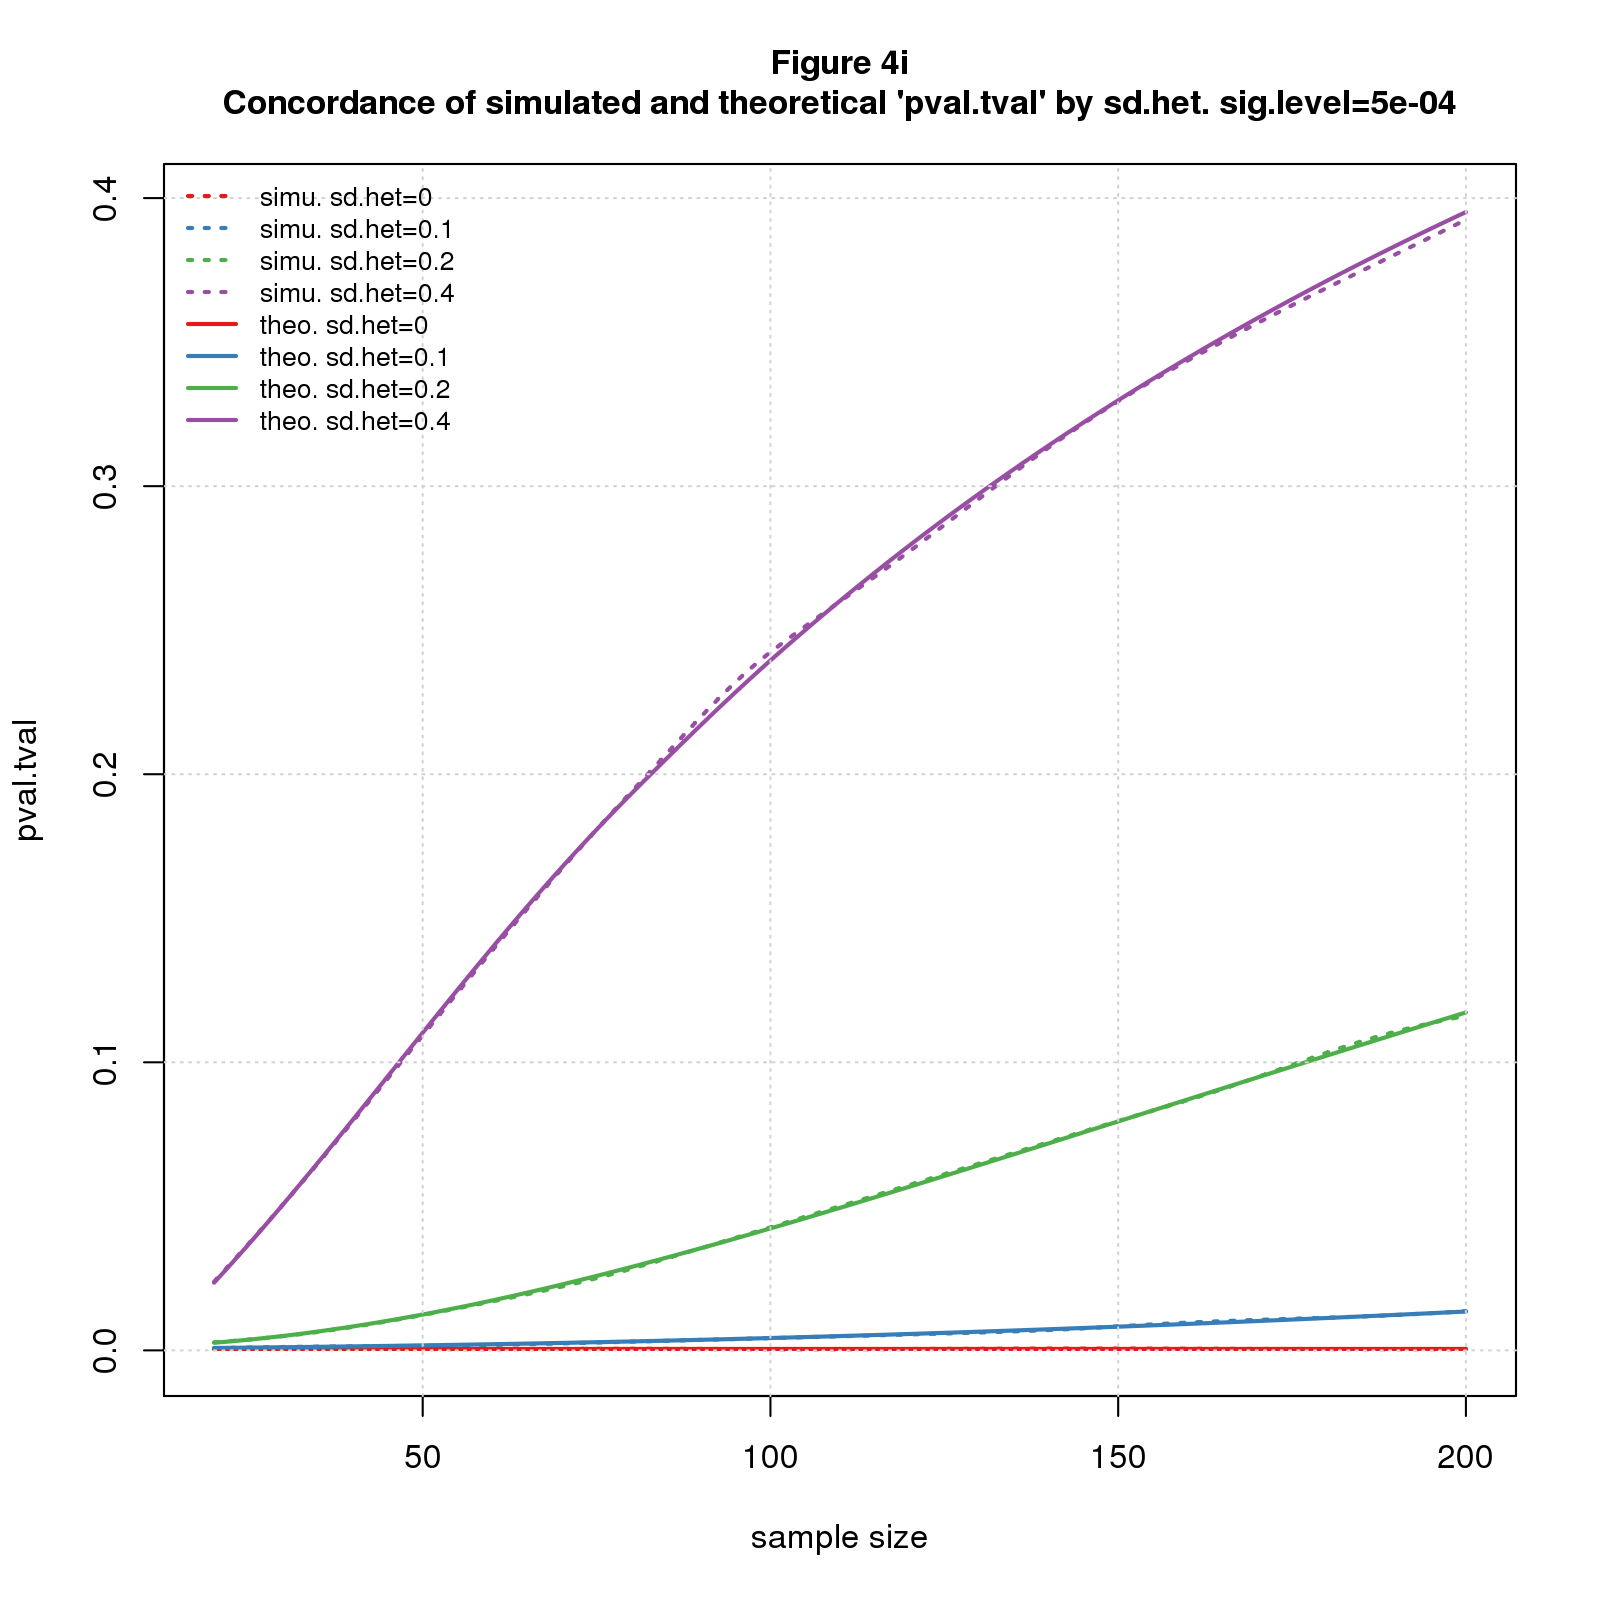 Figure 4i
Concordance of simulated and theoretical 'pval.tval' by sd.het. sig.level=5e-04
simu. sd.het=0
simu. sd.het=0.1
simu. sd.het=0.2
simu. sd.het=0.4
theo. sd.het=0
theo. sd.het=0.1
theo. sd.het=0.2
theo. sd.het=0.4
0.4
0.3
0.2
0.1
0.0
pval.tval
50 100 150 200
sample size